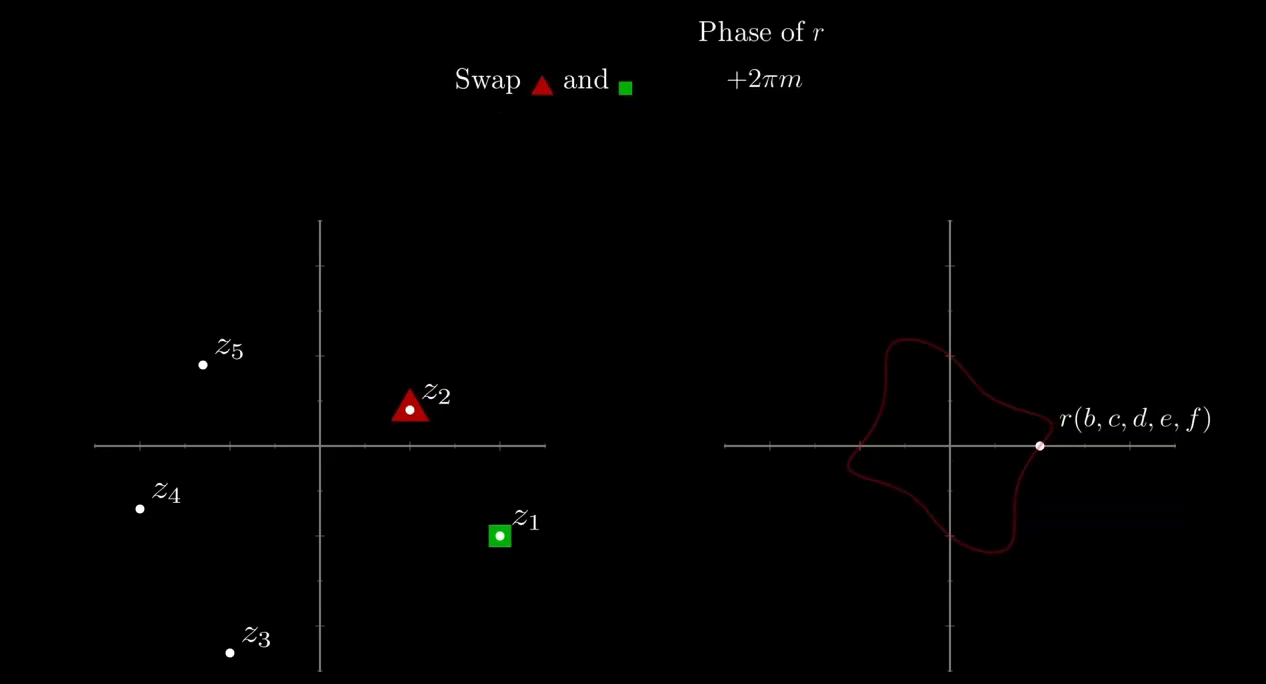 Phase of r
Swap and
+2πm
z₅
z₂
r(b, c, d, e, f)
z₄
z₁
z₃